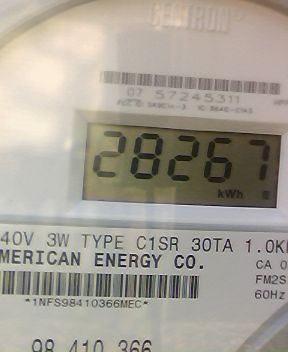 CENTRON
07 57245311
28267
kWh
40V 3W TYPE C1SR 30TA 1.0K
MERICAN ENERGY CO.
CA 0
FM2S
60Hz
*1NFS98410366MEC*
98 410 366